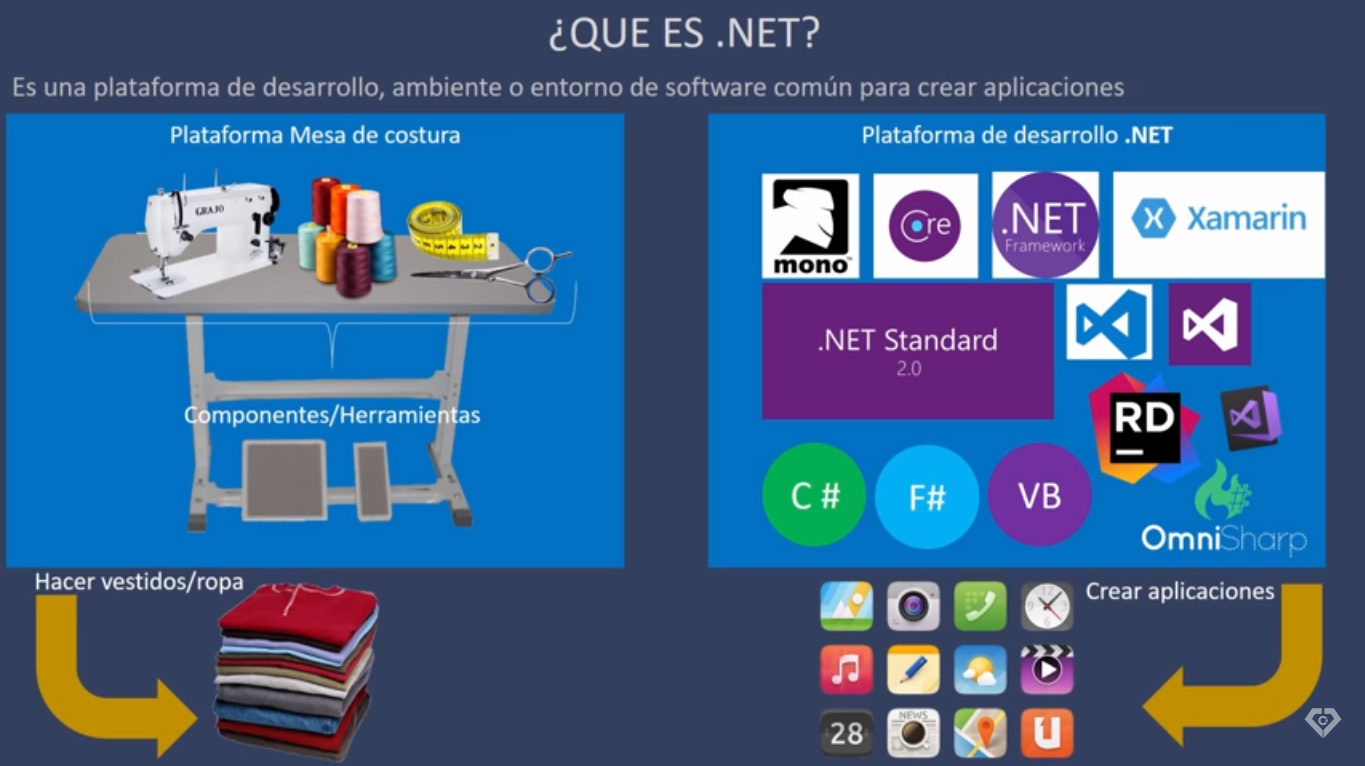 ¿QUE ES .NET?
Es una plataforma de desarrollo, ambiente o entorno de software común para crear aplicaciones
Plataforma Mesa de costura
GRAJO
Componentes/Herramientas
Hacer vestidos/ropa
Plataforma de desarrollo .NET
mono™
Core
.NET
Framework
Xamarin
.NET Standard
2.0
RD
C #
F#
VB
OmniSharp
Crear aplicaciones
28
NEWS